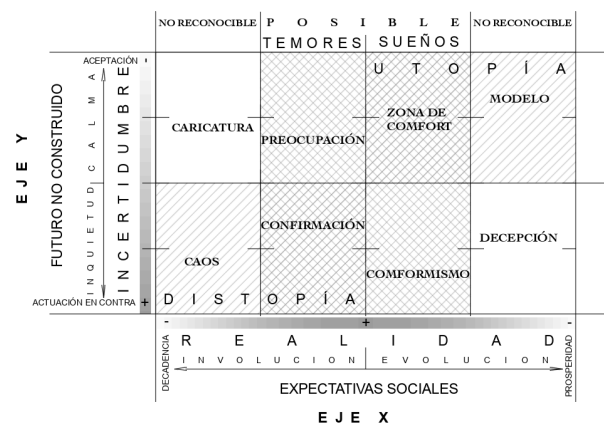 NO RECONOCIBLE P O S I B L E NO RECONOCIBLE
TEMORES SUEÑOS
ACEPTACIÓN -
U T O P Í A
MODELO
ZONA DE
COMFORT
CARICATURA
PREOCUPACIÓN
CONFIRMACIÓN
DECEPCIÓN
CAOS
COMFORMISMO
D I S T O P Í A
EJE Y
FUTURO NO CONSTRUIDO
INQUIETUD CALMA
INCERTIDUMBRE
ACTUACIÓN EN CONTRA +
- + -
DECADENCIA
R E A L I D A D
I N V O L U C I O N E V O L U C I O N
PROSPERIDAD
EXPECTATIVAS SOCIALES
EJE X